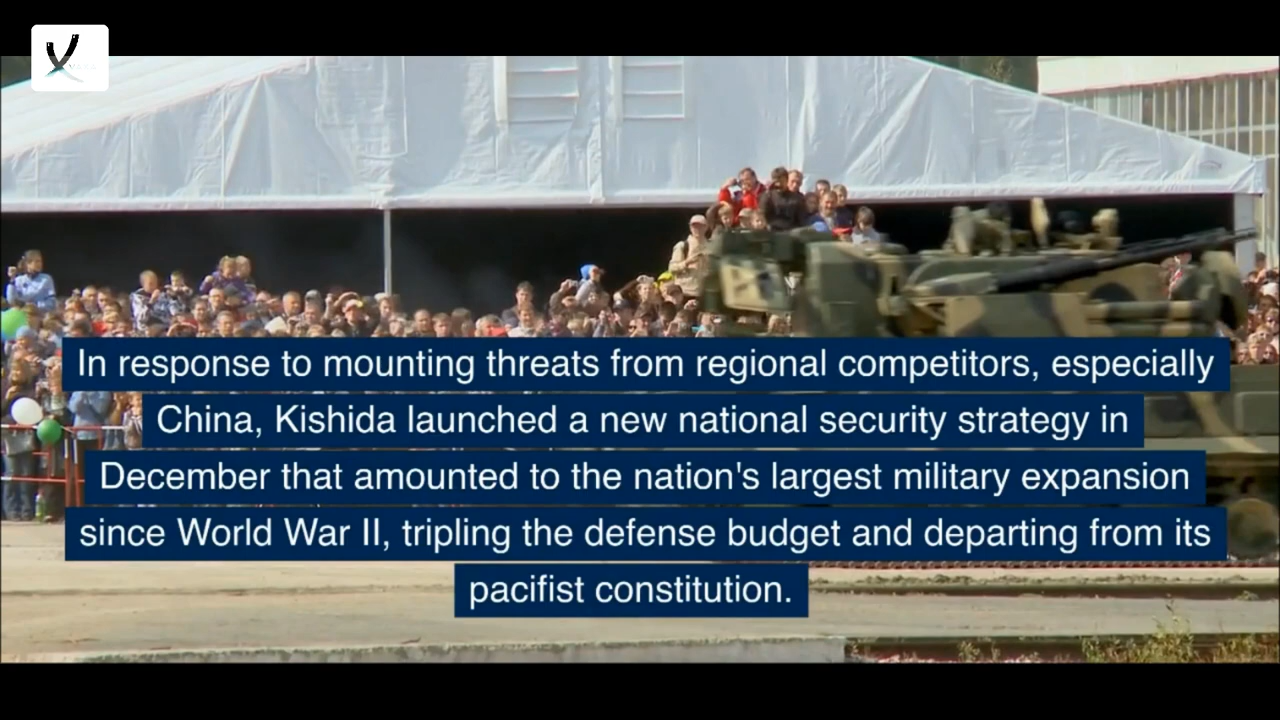 In response to mounting threats from regional competitors, especially
China, Kishida launched a new national security strategy in
December that amounted to the nation's largest military expansion
since World War II, tripling the defense budget and departing from its
pacifist constitution.